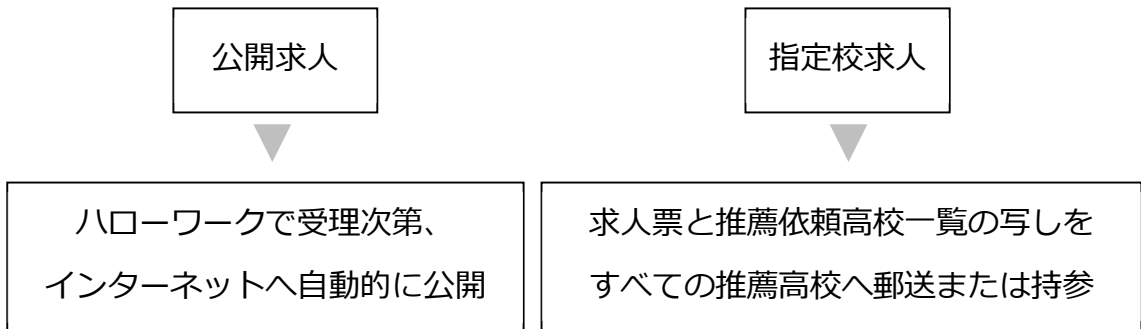 公開求人
指定校求人
ハローワークで受理次第、
インターネットへ自動的に公開
求人票と推薦依頼高校一覧の写しを
すべての推薦高校へ郵送または持参